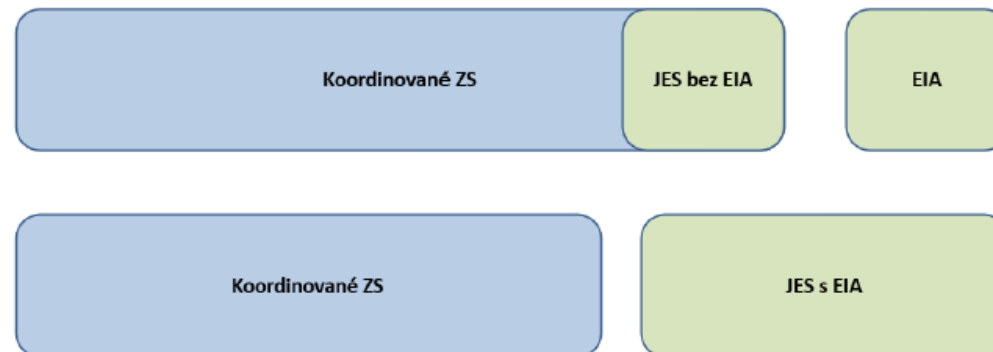 Koordinované ZS
JES bez EIA
EIA
Koordinované ZS
JES s EIA